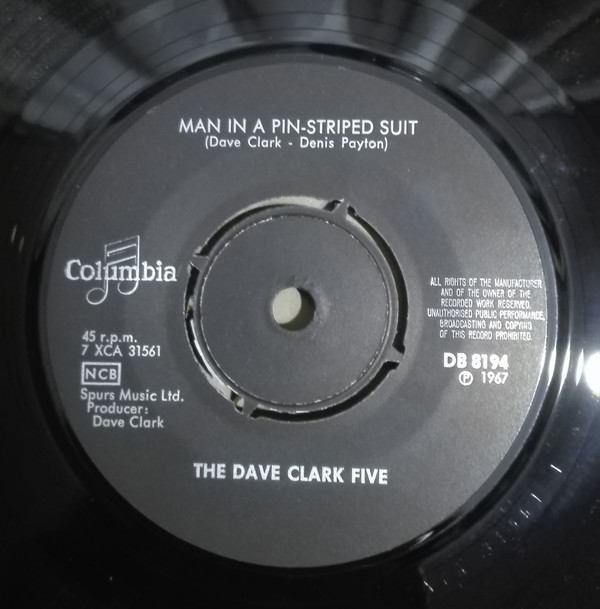 MAN IN A PIN-STRIPED SUIT
(Dave Clark - Denis Payton)
Columbia
45 r.p.m.
7 XCA 31561
NCB
Spurs Music Ltd.
Producer:
Dave Clark
ALL RIGHTS OF THE MANUFACTURER
AND OF THE OWNER OF THE
RECORDED WORK RESERVED.
UNAUTHORISED PUBLIC PERFORMANCE,
BROADCASTING AND COPYING
OF THIS RECORD PROHIBITED.
DB 8194
Ⓟ 1967
THE DAVE CLARK FIVE